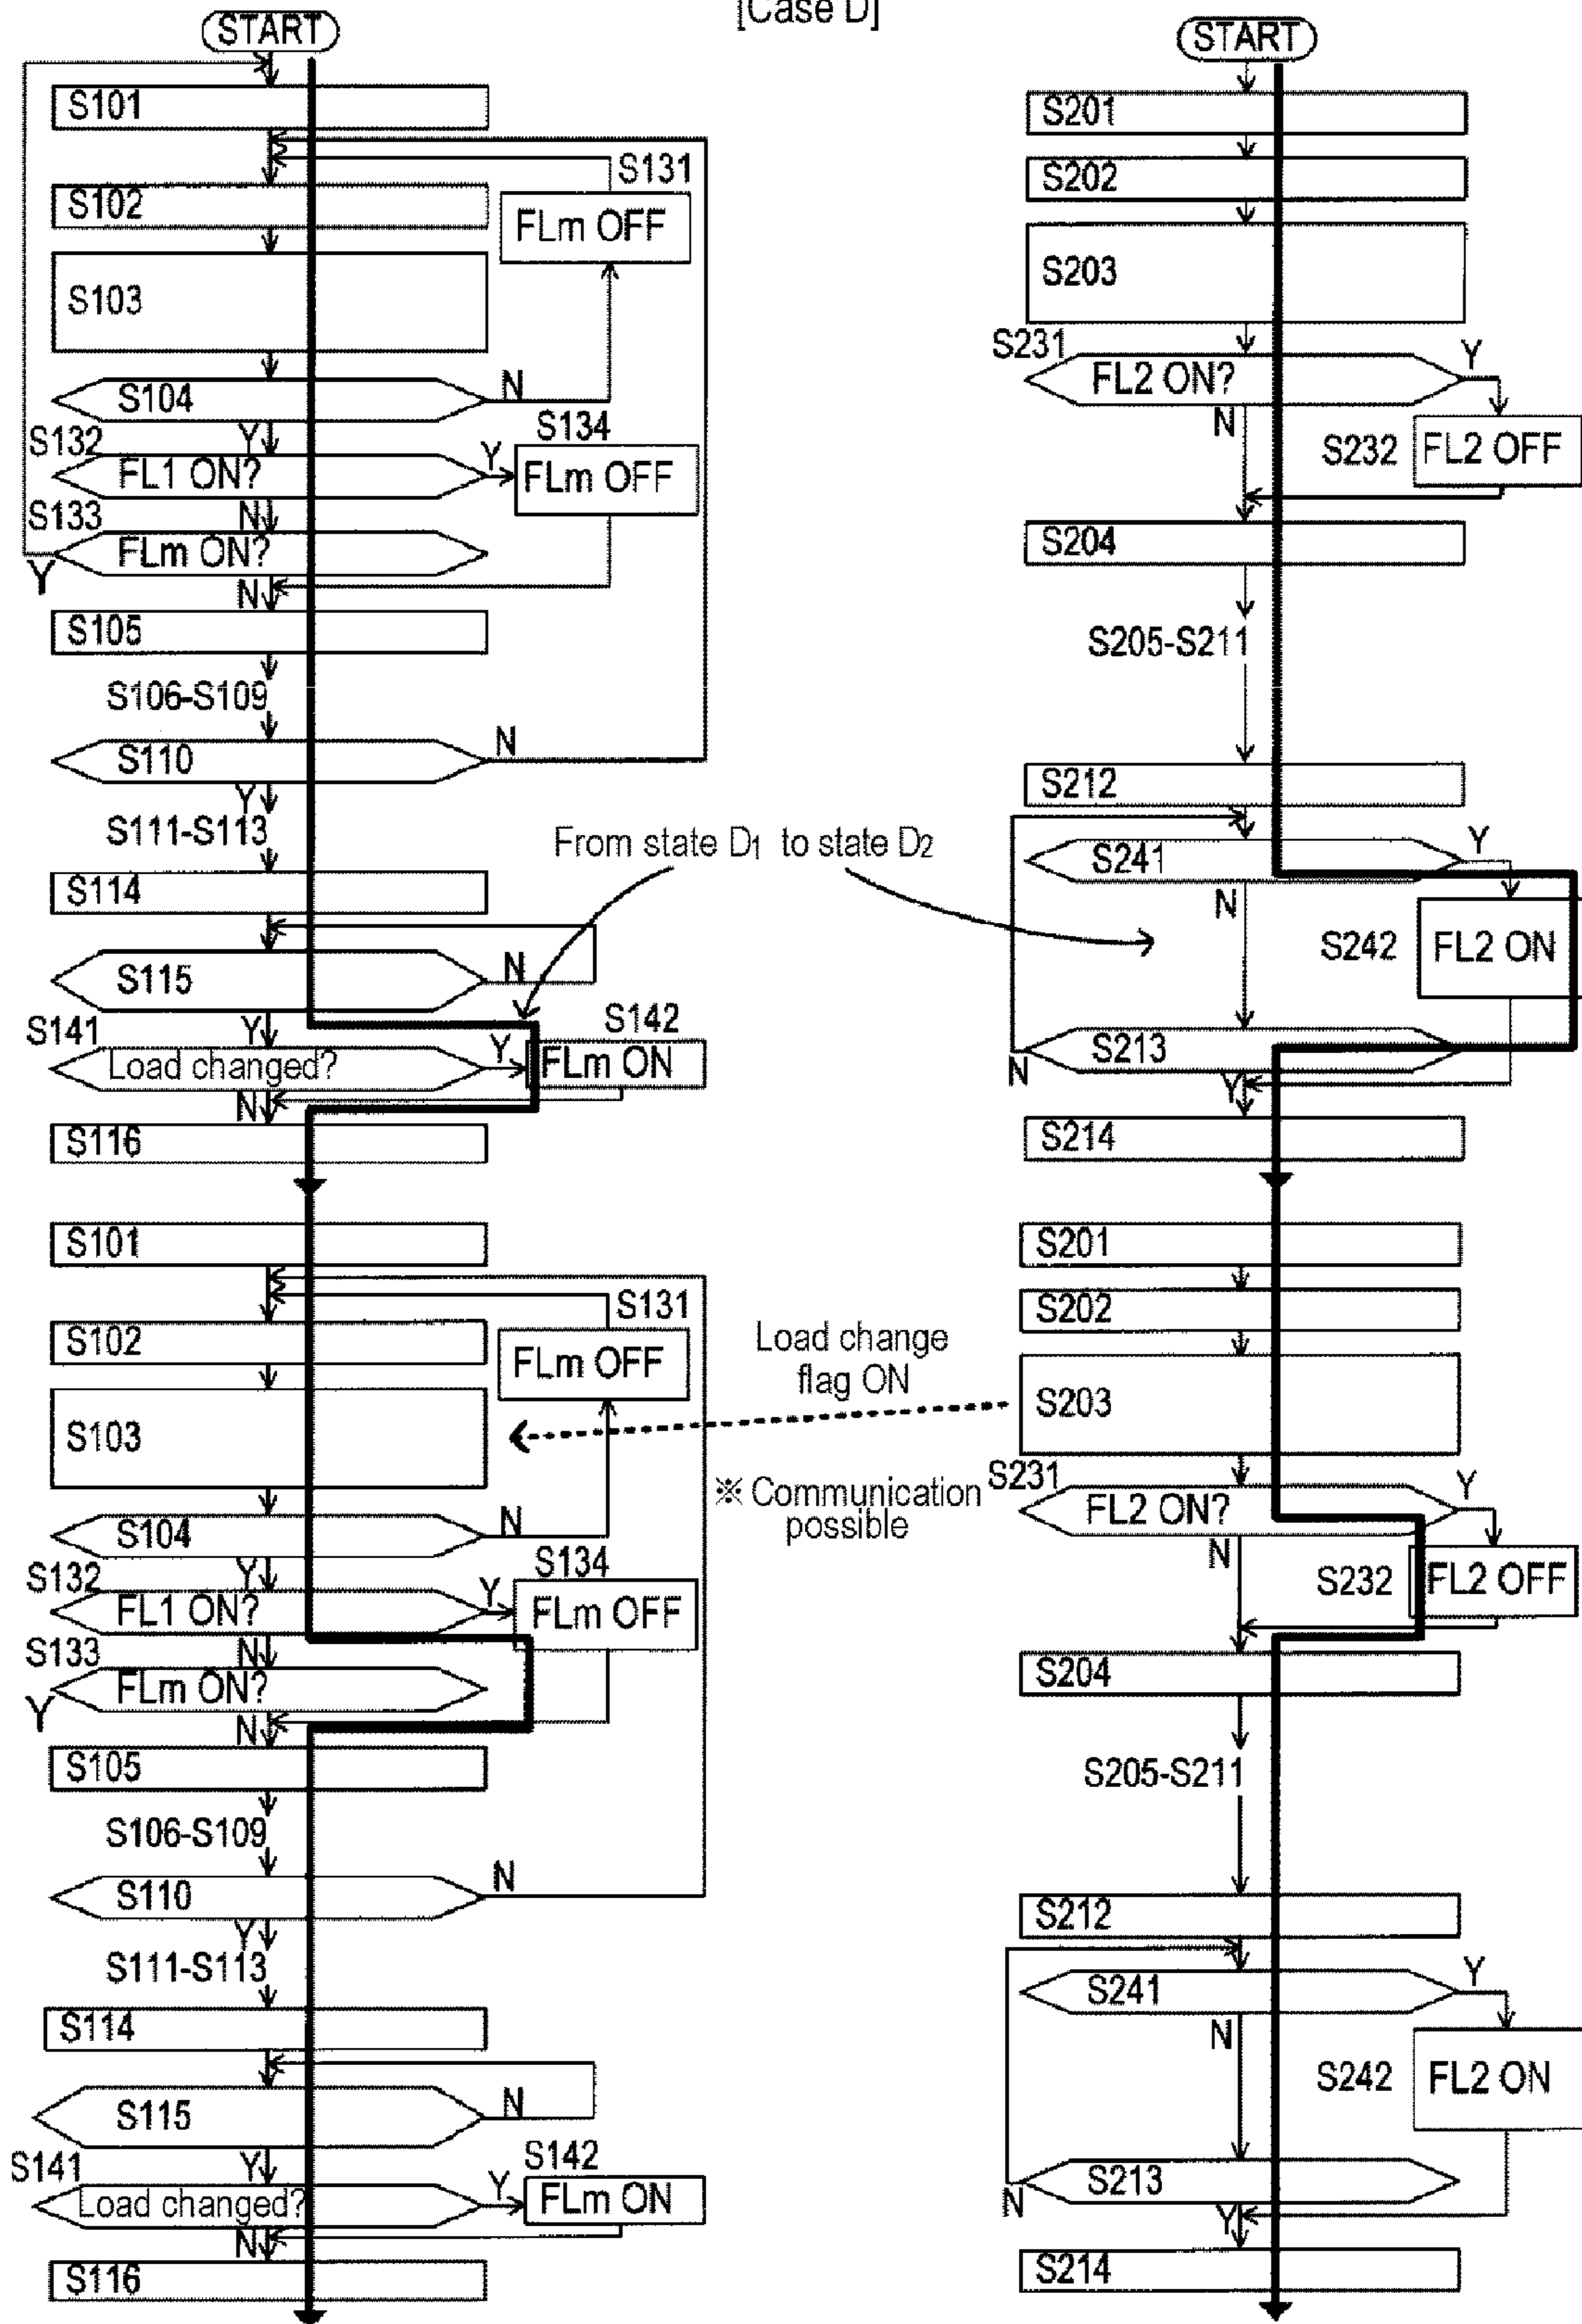 [Case D]
START
S101
S131
S102
FLm OFF
S103
S104
N
Y
S134
S132
FL1 ON?
Y
FLm OFF
S133
N
FLm ON?
Y
N
S105
S106-S109
S110
N
Y
S111-S113
S114
S115
N
S141
Y
S142
Load changed?
Y
FLm ON
N
S116
S101
S131
S102
FLm OFF
S103
S104
N
Y
S134
S132
FL1 ON?
Y
FLm OFF
S133
N
FLm ON?
Y
N
S105
S106-S109
S110
N
Y
S111-S113
S114
S115
N
S141
Y
S142
Load changed?
Y
FLm ON
N
S116
From state D1 to state D2
Load change
flag ON
※ Communication
possible
START
S201
S202
S203
S231
FL2 ON?
Y
N
S232
FL2 OFF
S204
S205-S211
S212
S241
Y
N
S242
FL2 ON
S213
N
Y
S214
S201
S202
S203
S231
FL2 ON?
Y
N
S232
FL2 OFF
S204
S205-S211
S212
S241
Y
N
S242
FL2 ON
S213
N
Y
S214